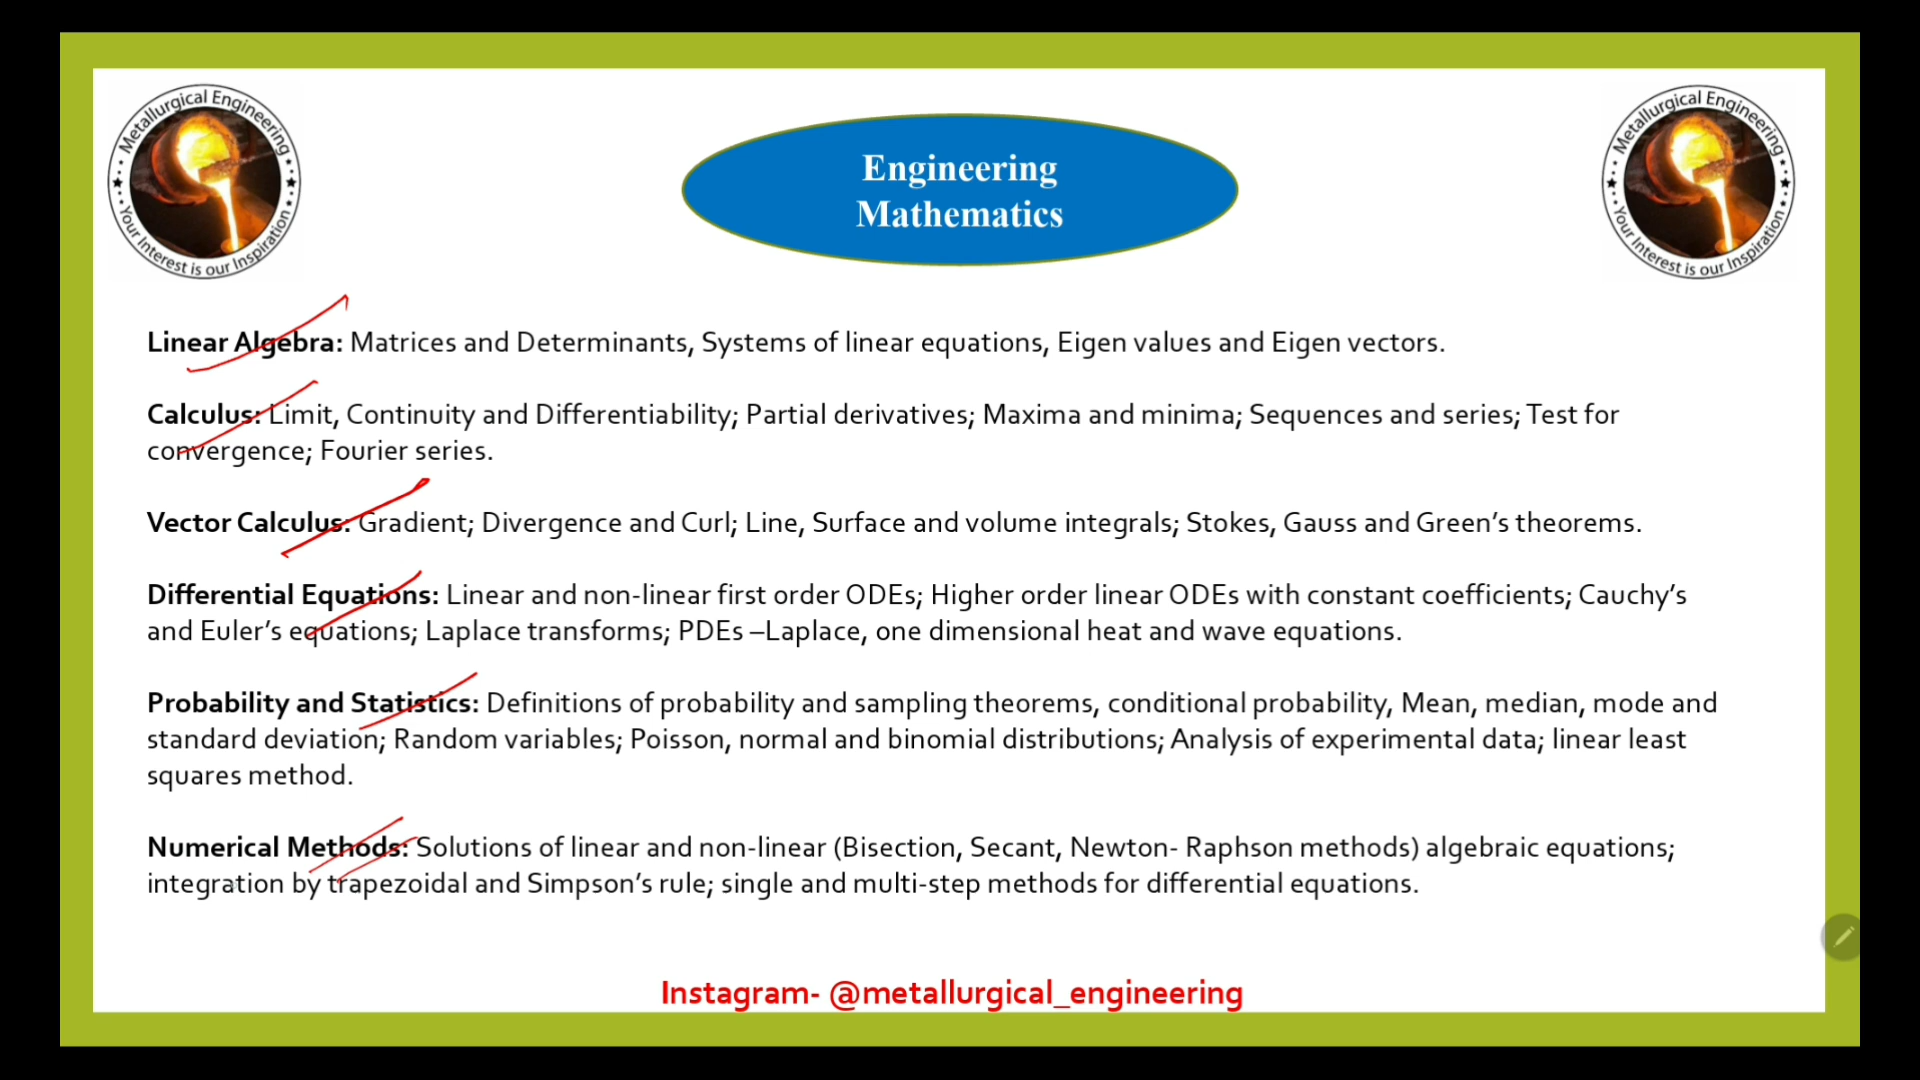 Metallurgical Engineering
Your Interest is our Inspiration
Metallurgical Engineering
Your Interest is our Inspiration
Engineering
Mathematics
Linear Algebra: Matrices and Determinants, Systems of linear equations, Eigen values and Eigen vectors.
Calculus: Limit, Continuity and Differentiability; Partial derivatives; Maxima and minima; Sequences and series; Test for
convergence; Fourier series.
Vector Calculus: Gradient; Divergence and Curl; Line, Surface and volume integrals; Stokes, Gauss and Green’s theorems.
Differential Equations: Linear and non-linear first order ODEs; Higher order linear ODEs with constant coefficients; Cauchy’s
and Euler’s equations; Laplace transforms; PDEs –Laplace, one dimensional heat and wave equations.
Probability and Statistics: Definitions of probability and sampling theorems, conditional probability, Mean, median, mode and
standard deviation; Random variables; Poisson, normal and binomial distributions; Analysis of experimental data; linear least
squares method.
Numerical Methods: Solutions of linear and non-linear (Bisection, Secant, Newton- Raphson methods) algebraic equations;
integration by trapezoidal and Simpson’s rule; single and multi-step methods for differential equations.
Instagram- @metallurgical_engineering